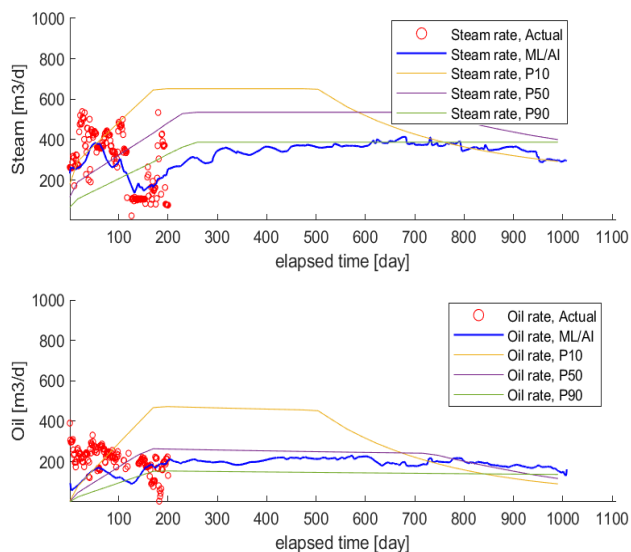 1000
800
600
400
200
Steam [m3/d]
Steam rate, Actual
Steam rate, ML/AI
Steam rate, P10
Steam rate, P50
Steam rate, P90
100 200 300 400 500 600 700 800 900 1000 1100
elapsed time [day]
1000
800
600
400
200
Oil [m3/d]
Oil rate, Actual
Oil rate, ML/AI
Oil rate, P10
Oil rate, P50
Oil rate, P90
100 200 300 400 500 600 700 800 900 1000 1100
elapsed time [day]